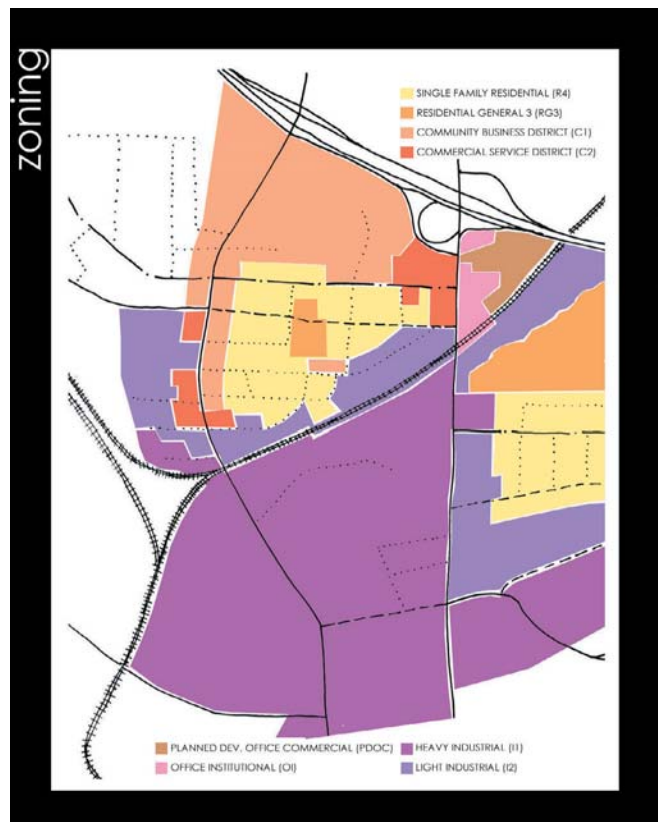 zoning
SINGLE FAMILY RESIDENTIAL (R4)
RESIDENTIAL GENERAL 3 (RG3)
COMMUNITY BUSINESS DISTRICT (C1)
COMMERCIAL SERVICE DISTRICT (C2)
PLANNED DEV. OFFICE COMMERCIAL (PDOC)
OFFICE INSTITUTIONAL (OI)
HEAVY INDUSTRIAL (I1)
LIGHT INDUSTRIAL (I2)